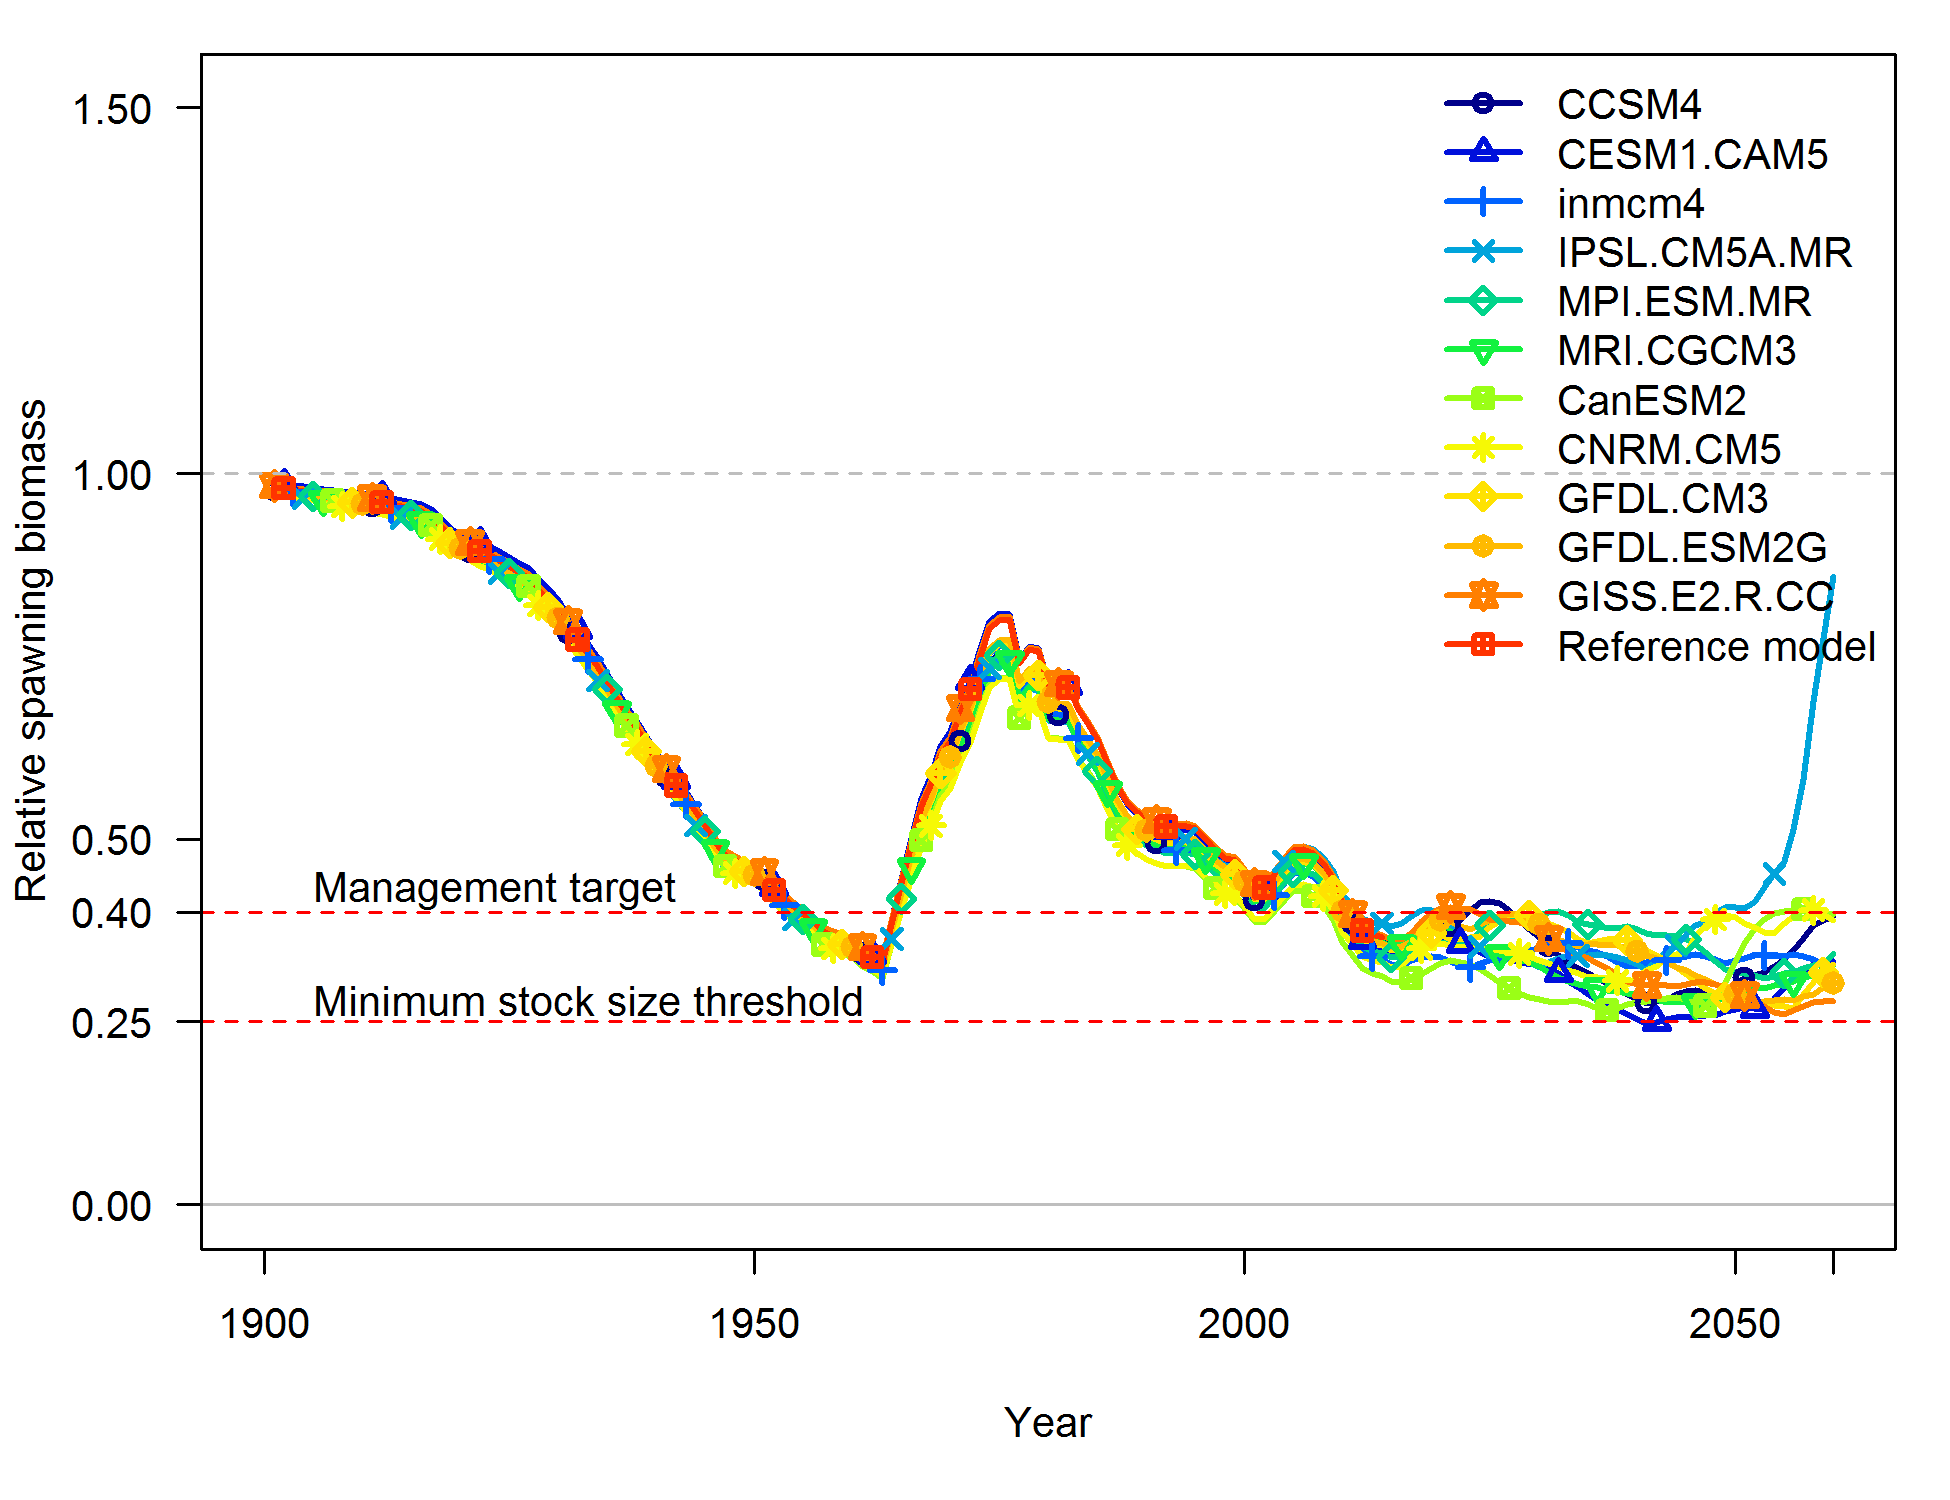 1.50
1.00
0.50
0.40
0.25
0.00
Relative spawning biomass
CCSM4
CESM1.CAM5
inmcm4
IPSL.CM5A.MR
MPI.ESM.MR
MRI.CGCM3
CanESM2
CNRM.CM5
GFDL.CM3
GFDL.ESM2G
GISS.E2.R.CC
Reference model
Management target
Minimum stock size threshold
1900
1950
2000
2050
Year